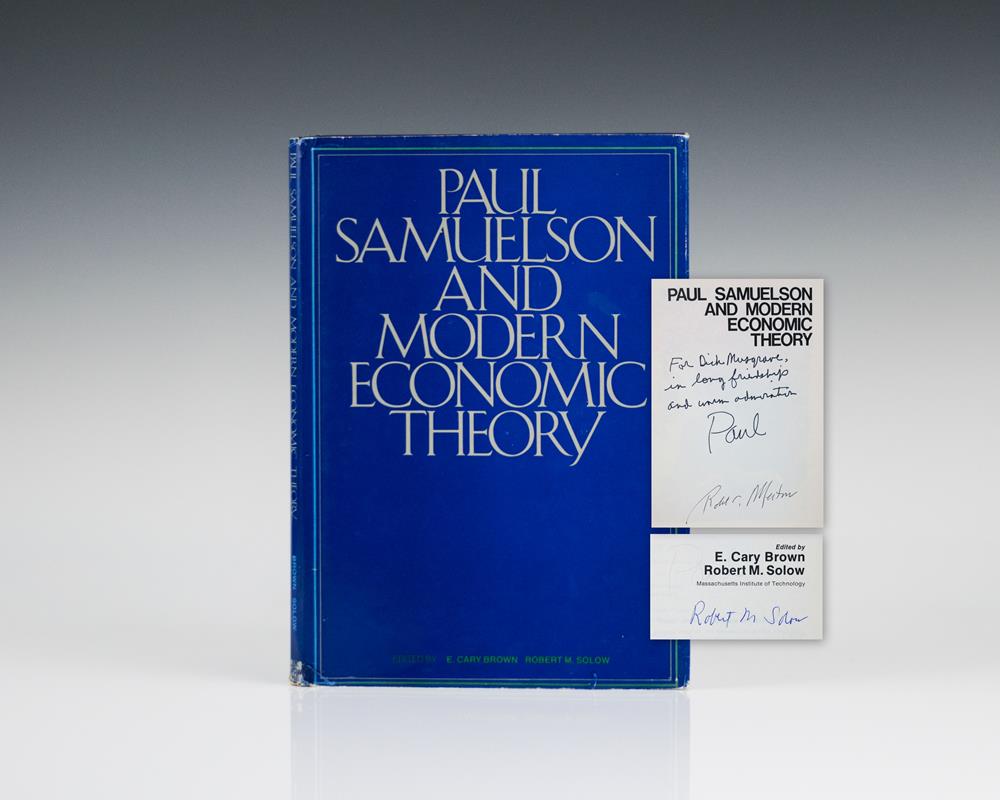 PAUL SAMUELSON AND MODERN ECONOMIC THEORY BROWN SOLOW
PAUL
SAMUELSON
AND
MODERN
ECONOMIC
THEORY
EDITED BY E. CARY BROWN ROBERT M. SOLOW
PAUL SAMUELSON
AND MODERN
ECONOMIC
THEORY
For Dick Musgrave,
in long friendship
and warm admiration
Paul
Robt C. Merton
Edited by
E. Cary Brown
Robert M. Solow
Massachusetts Institute of Technology
Robert M Solow